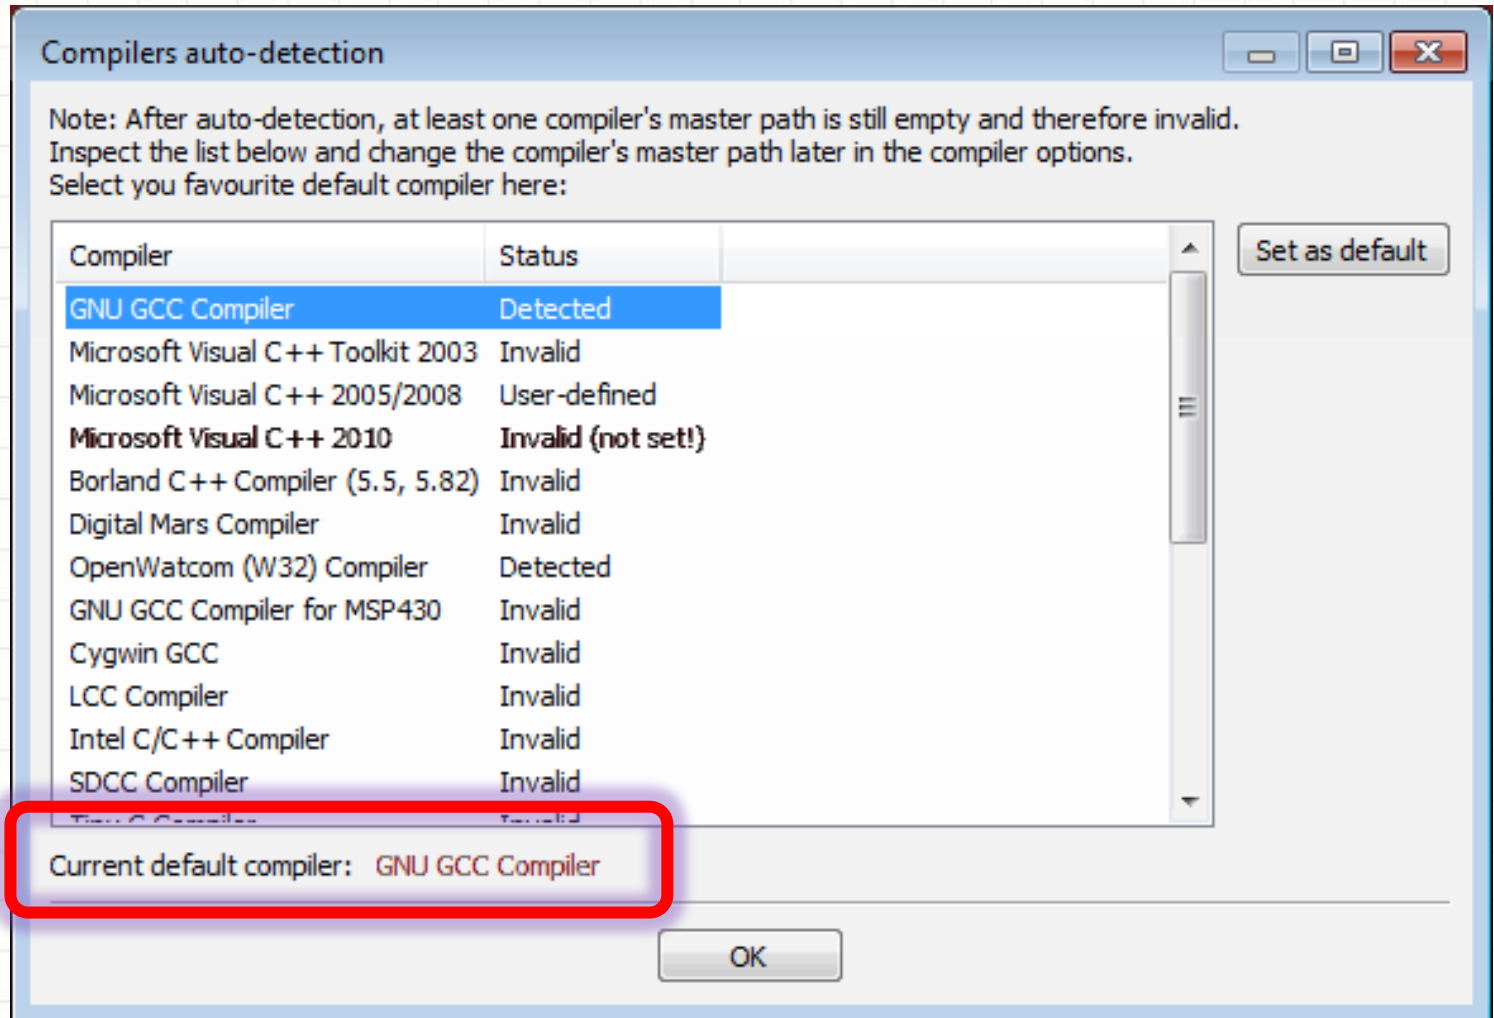 Compilers auto-detection
Note: After auto-detection, at least one compiler's master path is still empty and therefore invalid.
Inspect the list below and change the compiler's master path later in the compiler options.
Select you favourite default compiler here:
Compiler Status
Set as default
GNU GCC Compiler Detected
Microsoft Visual C++ Toolkit 2003 Invalid
Microsoft Visual C++ 2005/2008 User-defined
Microsoft Visual C++ 2010 Invalid (not set!)
Borland C++ Compiler (5.5, 5.82) Invalid
Digital Mars Compiler Invalid
OpenWatcom (W32) Compiler Detected
GNU GCC Compiler for MSP430 Invalid
Cygwin GCC Invalid
LCC Compiler Invalid
Intel C/C++ Compiler Invalid
SDCC Compiler Invalid
Tiny C Compiler Invalid
Current default compiler: GNU GCC Compiler
OK